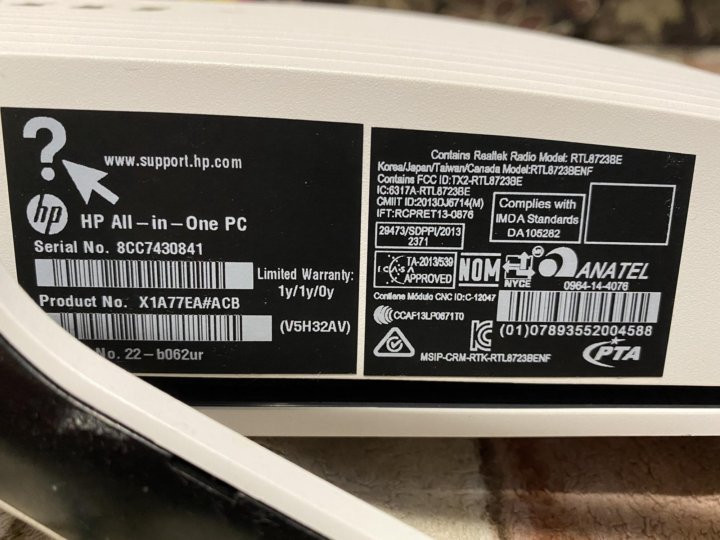 ?
www.support.hp.com
hp
HP All-in-One PC
Serial No. 8CC7430841
Limited Warranty:
1y/1y/0y
Product No. X1A77EA#ACB
(V5H32AV)
No. 22-b062ur
Contains Realtek Radio Model: RTL8723BE
Korea/Japan/Taiwan/Canada Model:RTL8723BENF
Contains FCC ID:TX2-RTL8723BE
IC:6317A-RTL8723BE
CMIIT ID:2013DJ6714(M)
IFT:RCPRET13-0676
Complies with
IMDA Standards
DA105282
29473/SDPPI/2013
2371
ICASA
TA-2013/539
APPROVED
NOM
NYCE
ANATEL
0964-14-4076
Contiene Módulo CNC ID:C-12047
CCAF13LP0671T0
(01)07893552004588
MSIP-CRM-RTK-RTL8723BENF
PTA